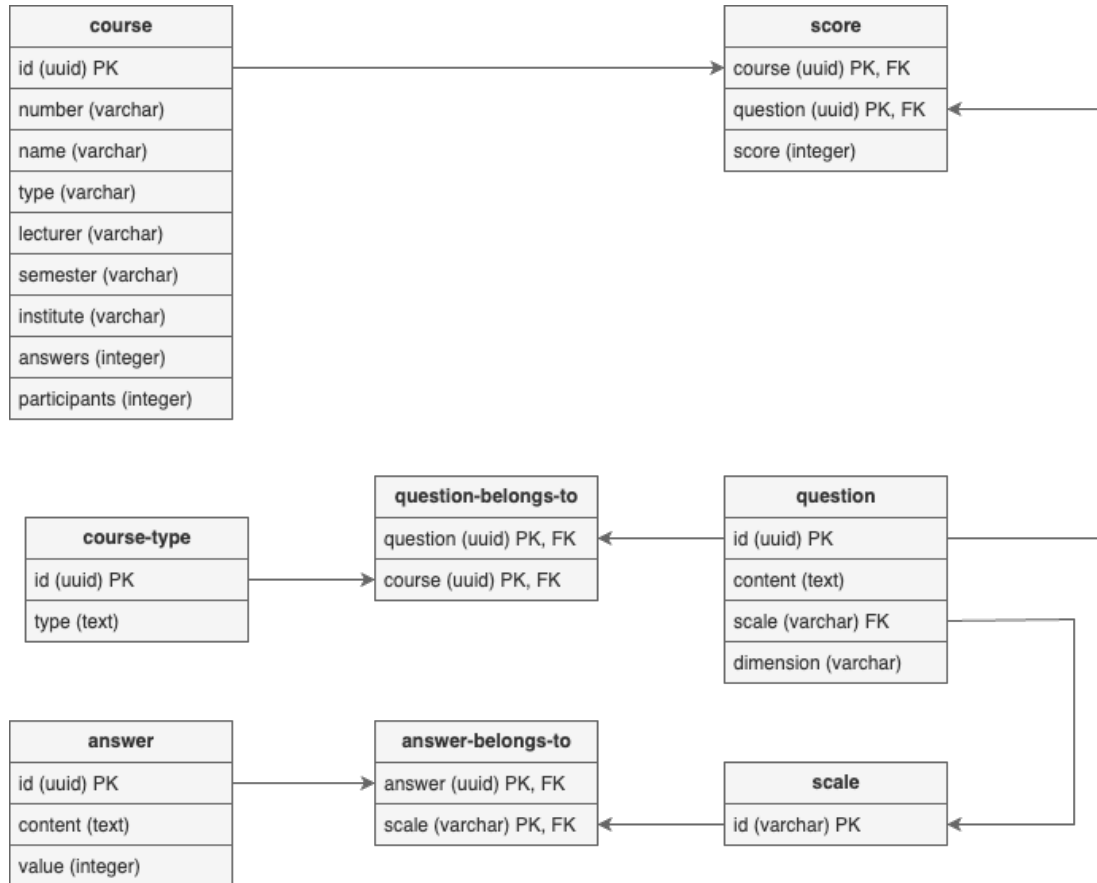 course
id (uuid) PK
number (varchar)
name (varchar)
type (varchar)
lecturer (varchar)
semester (varchar)
institute (varchar)
answers (integer)
participants (integer)
score
course (uuid) PK, FK
question (uuid) PK, FK
score (integer)
course-type
id (uuid) PK
type (text)
question-belongs-to
question (uuid) PK, FK
course (uuid) PK, FK
question
id (uuid) PK
content (text)
scale (varchar) FK
dimension (varchar)
answer
id (uuid) PK
content (text)
value (integer)
answer-belongs-to
answer (uuid) PK, FK
scale (varchar) PK, FK
scale
id (varchar) PK